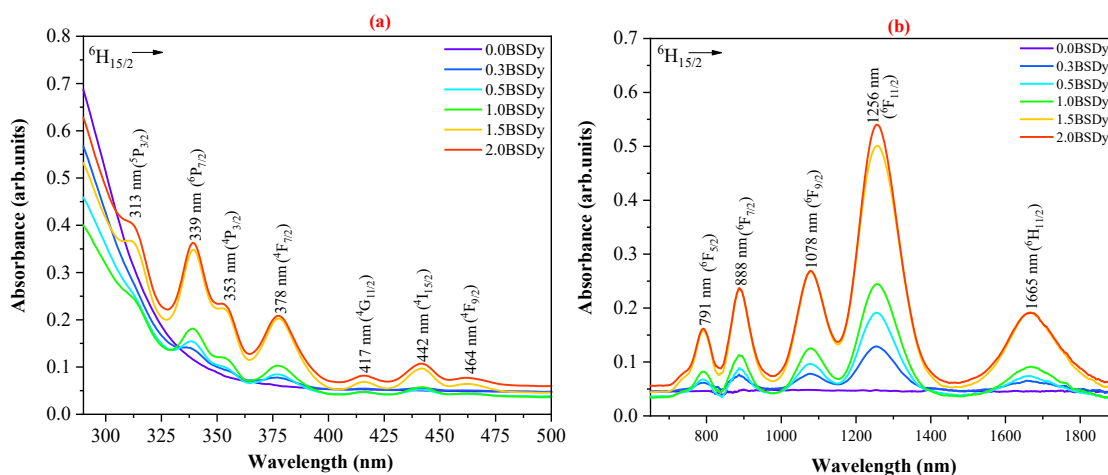 (a)
⁶H₁₅/₂
0.0BSDy
0.3BSDy
0.5BSDy
1.0BSDy
1.5BSDy
2.0BSDy
313 nm (⁵P₃/₂)
339 nm (⁶P₇/₂)
353 nm (⁴P₃/₂)
378 nm (⁴F₇/₂)
417 nm (⁴G₁₁/₂)
442 nm (⁴I₁₅/₂)
464 nm (⁴F₉/₂)
Absorbance (arb.units)
0.8
0.7
0.6
0.5
0.4
0.3
0.2
0.1
0.0
300 325 350 375 400 425 450 475 500
Wavelength (nm)
(b)
⁶H₁₅/₂
0.0BSDy
0.3BSDy
0.5BSDy
1.0BSDy
1.5BSDy
2.0BSDy
791 nm (⁶F₅/₂)
888 nm (⁶F₇/₂)
1078 nm (⁶F₉/₂)
1256 nm
(⁶F₁₁/₂)
1665 nm (⁶H₁₁/₂)
Absorbance (arb.units)
0.7
0.6
0.5
0.4
0.3
0.2
0.1
0.0
800 1000 1200 1400 1600 1800
Wavelength (nm)